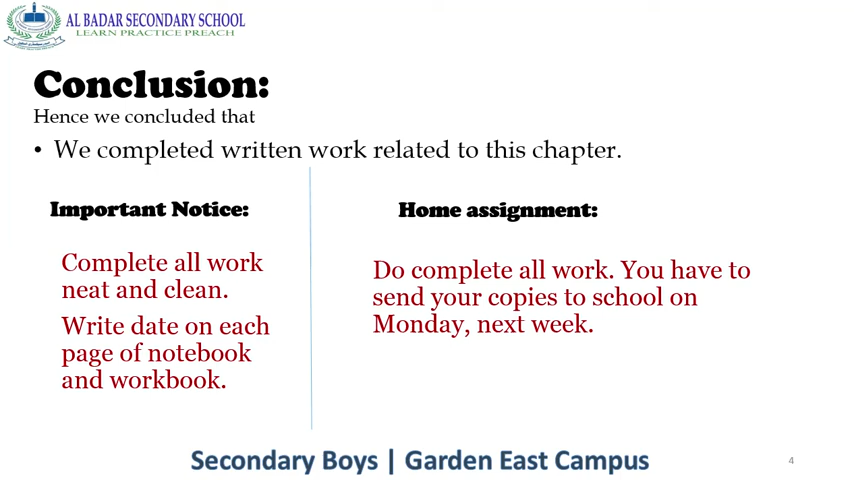 AL BADAR SECONDARY SCHOOL
LEARN PRACTICE PREACH
Conclusion:
Hence we concluded that
• We completed written work related to this chapter.
Important Notice:
Complete all work
neat and clean.
Write date on each
page of notebook
and workbook.
Home assignment:
Do complete all work. You have to
send your copies to school on
Monday, next week.
Secondary Boys | Garden East Campus
4